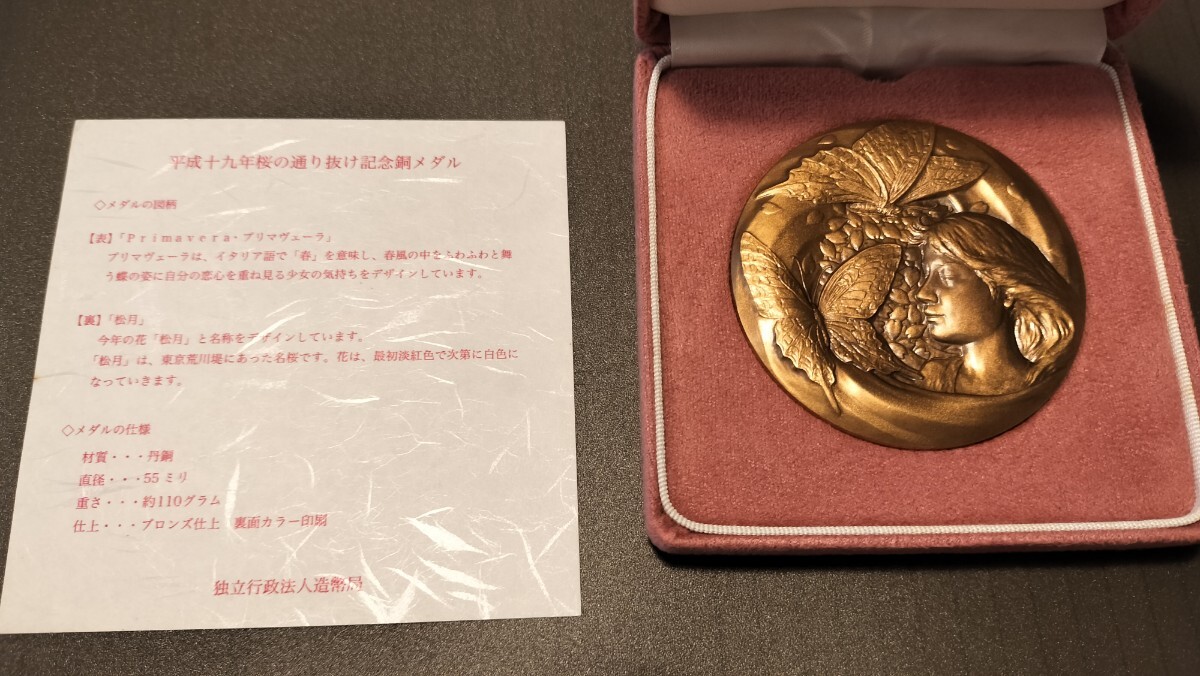 平成十九年桜の通り抜け記念銅メダル
◇メダルの図柄
【表】「Primavera・プリマヴェーラ」
プリマヴェーラは、イタリア語で「春」を意味し、春風の中をふわふわと舞
う蝶の姿に自分の恋心を重ね見る少女の気持ちをデザインしています。
【裏】「松月」
今年の花「松月」と名称をデザインしています。
「松月」は、東京荒川堤にあった名桜です。花は、最初淡紅色で次第に白色に
なっていきます。
◇メダルの仕様
材質・・・丹銅
直径・・・55ミリ
重さ・・・約110グラム
仕上・・・ブロンズ仕上　裏面カラー印刷
独立行政法人造幣局